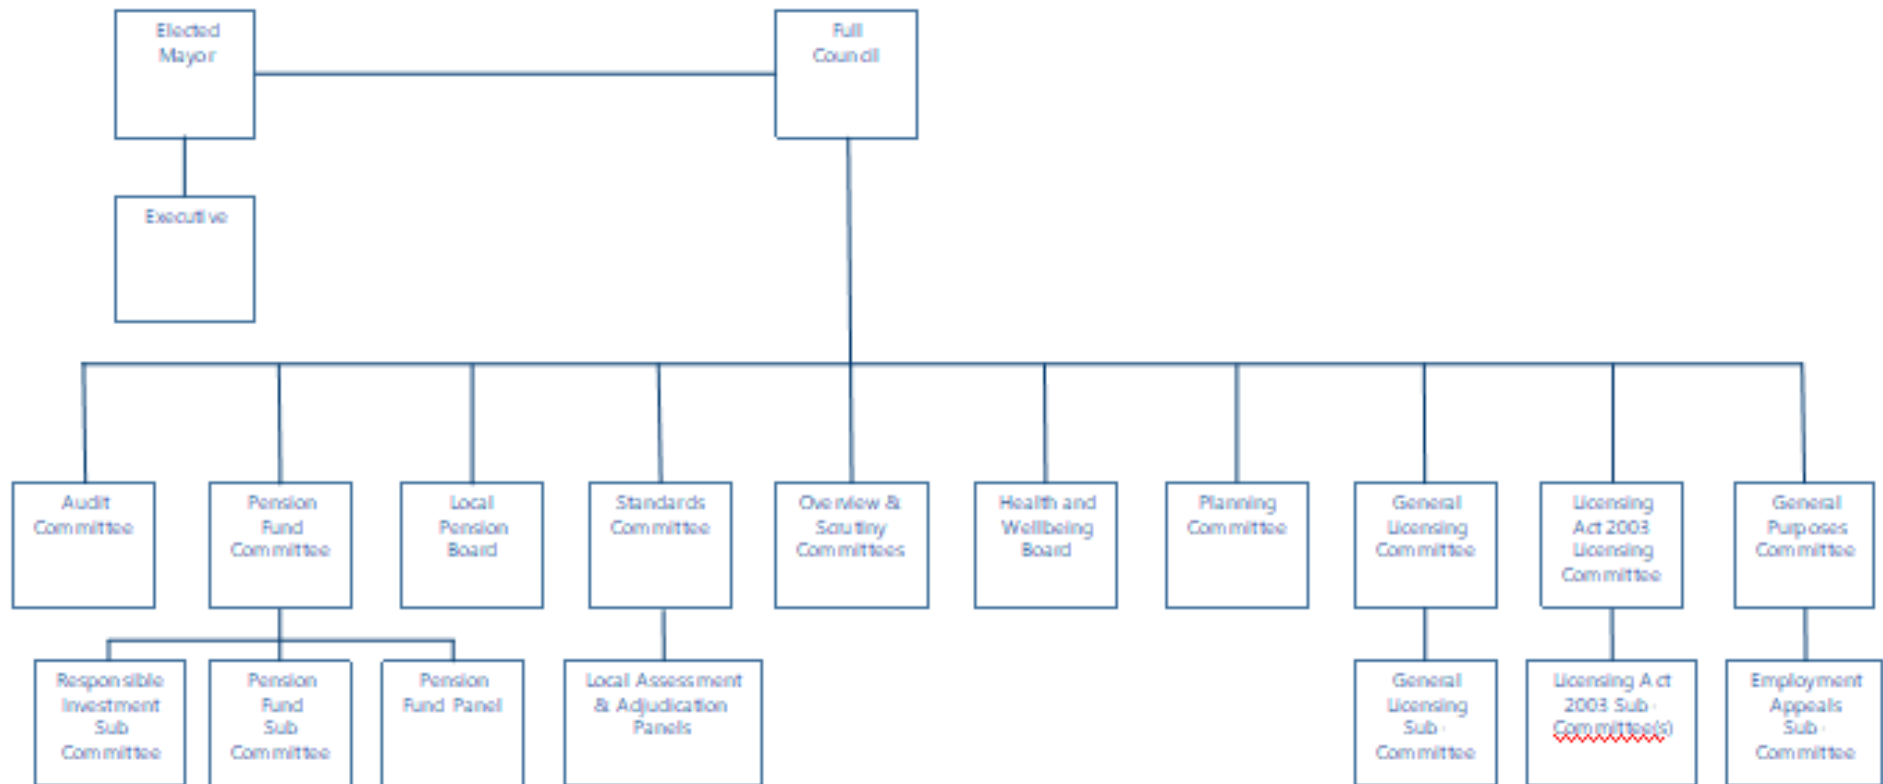 Elected
Mayor
Full
Council
Executive
Audit
Committee
Pension
Fund
Committee
Local
Pension
Board
Standards
Committee
Overview &
Scrutiny
Committees
Health and
Wellbeing
Board
Planning
Committee
General
Licensing
Committee
Licensing
Act 2003
Licensing
Committee
General
Purposes
Committee
Responsible
Investment
Sub
Committee
Pension
Fund
Sub
Committee
Pension
Fund Panel
Local Assessment
& Adjudication
Panels
General
Licensing
Sub -
Committee
Licensing Act
2003 Sub -
Committee(s)
Employment
Appeals
Sub -
Committee